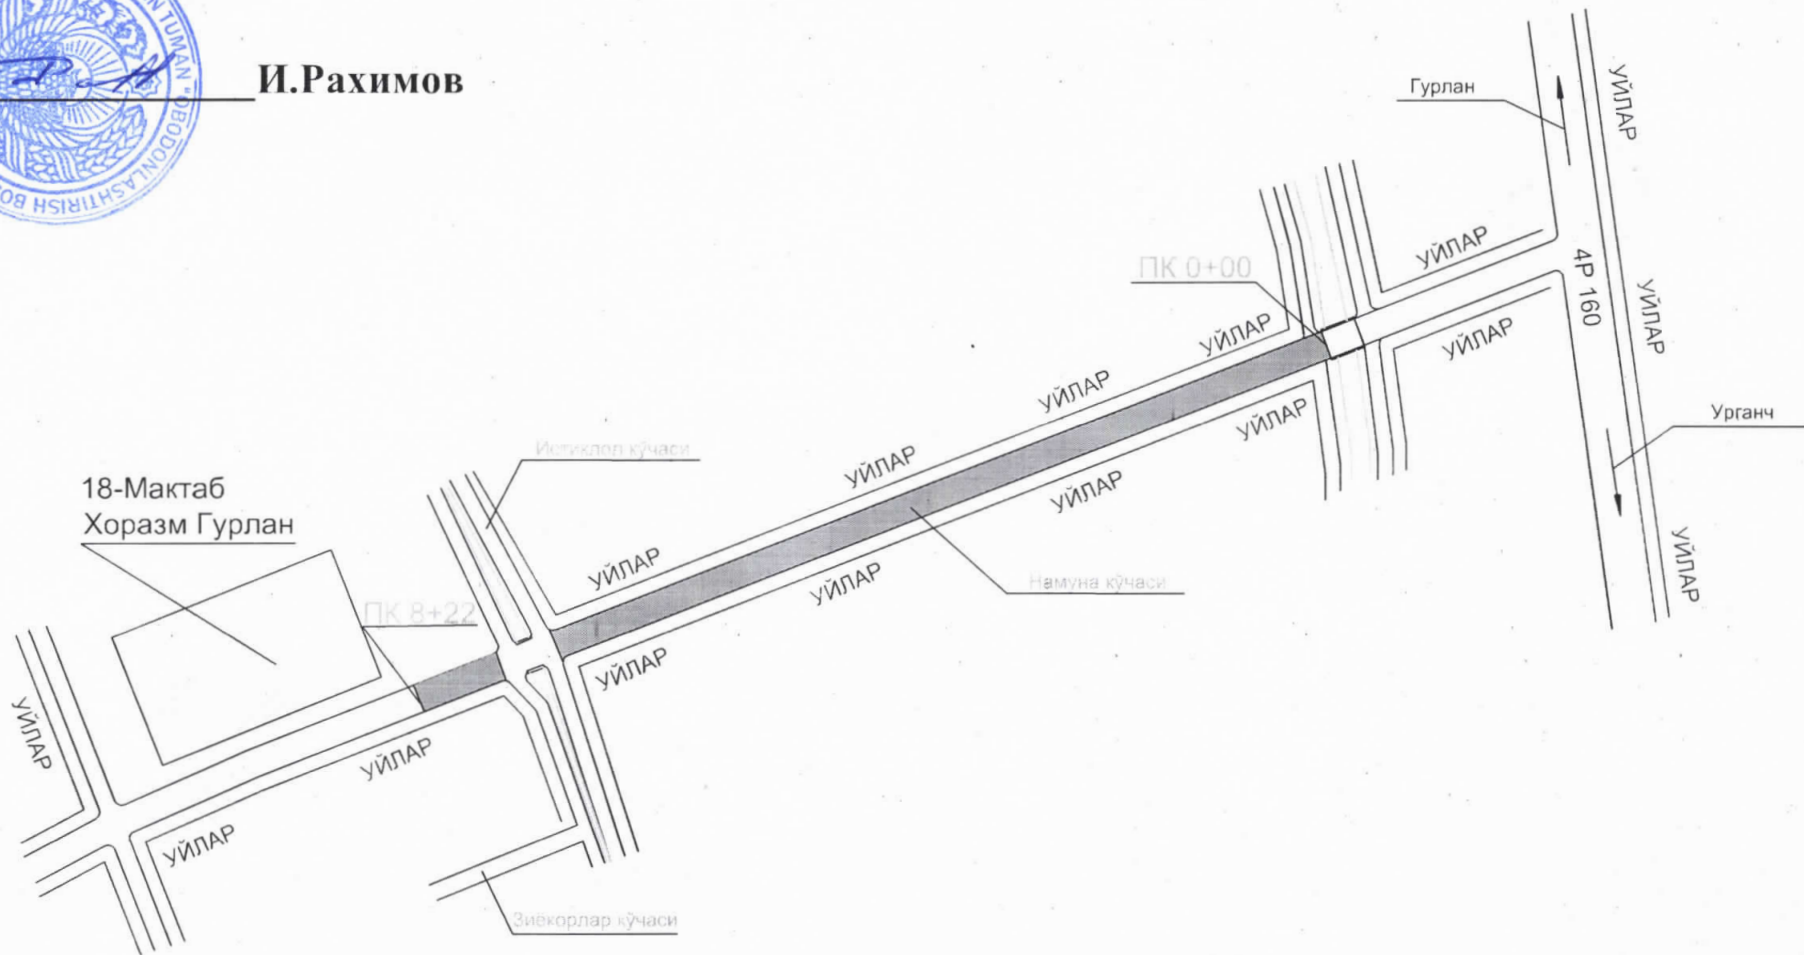 TUMAN "OBODONLASHTIRISH
И.Рахимов
Гурлан
УЙЛАР
УЙЛАР
ПК 0+00
4Р 160
УЙЛАР
УЙЛАР
УЙЛАР
УЙЛАР
УЙЛАР
Урганч
УЙЛАР
Истиклол кўчаси
УЙЛАР
18-Мактаб
Хоразм Гурлан
УЙЛАР
УЙЛАР
УЙЛАР
УЙЛАР
Намуна кўчаси
ПК 8+22
УЙЛАР
УЙЛАР
УЙЛАР
УЙЛАР
Зиёкорлар кўчаси